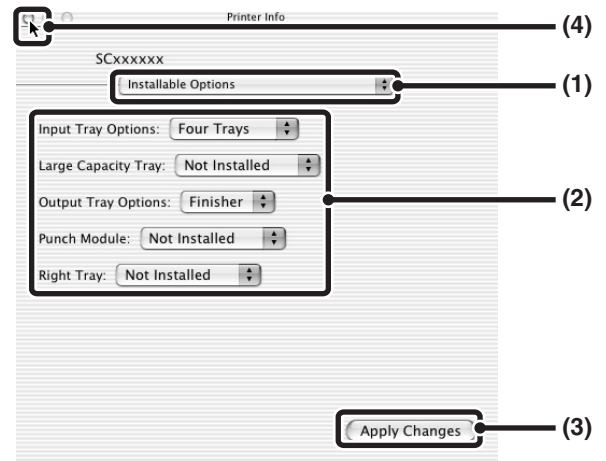 Printer Info
(4)
SCxxxxxx
Installable Options
(1)
Input Tray Options: Four Trays
Large Capacity Tray: Not Installed
Output Tray Options: Finisher
(2)
Punch Module: Not Installed
Right Tray: Not Installed
Apply Changes
(3)